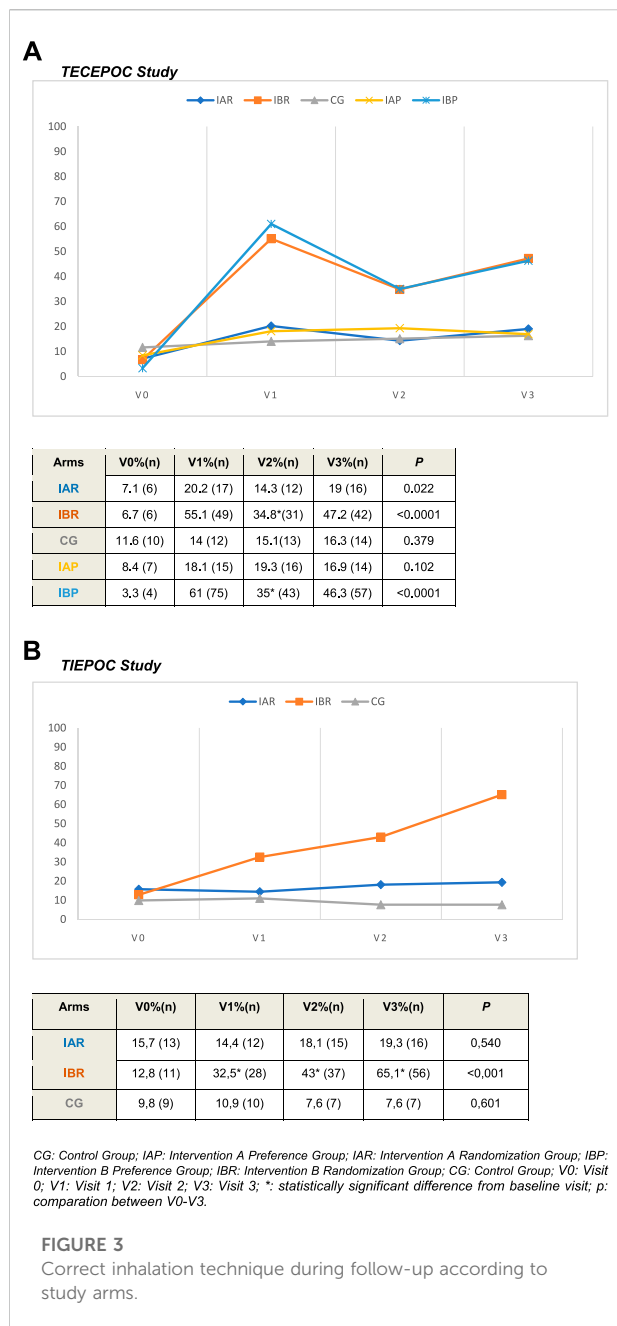 A
TECEPOC Study
IAR IBR CG IAP IBP
100
90
80
70
60
50
40
30
20
10
0
V0 V1 V2 V3
Arms V0%(n) V1%(n) V2%(n) V3%(n) P
IAR 7.1 (6) 20.2 (17) 14.3 (12) 19 (16) 0.022
IBR 6.7 (6) 55.1 (49) 34.8*(31) 47.2 (42) <0.0001
CG 11.6 (10) 14 (12) 15.1(13) 16.3 (14) 0.379
IAP 8.4 (7) 18.1 (15) 19.3 (16) 16.9 (14) 0.102
IBP 3.3 (4) 61 (75) 35* (43) 46.3 (57) <0.0001
B
TIEPOC Study
IAR IBR CG
100
90
80
70
60
50
40
30
20
10
0
V0 V1 V2 V3
Arms V0%(n) V1%(n) V2%(n) V3%(n) P
IAR 15,7 (13) 14,4 (12) 18,1 (15) 19,3 (16) 0,540
IBR 12,8 (11) 32,5* (28) 43* (37) 65,1* (56) <0,001
CG 9,8 (9) 10,9 (10) 7,6 (7) 7,6 (7) 0,601
CG: Control Group; IAP: Intervention A Preference Group; IAR: Intervention A Randomization Group; IBP:
Intervention B Preference Group; IBR: Intervention B Randomization Group; CG: Control Group; V0: Visit
0; V1: Visit 1; V2: Visit 2; V3: Visit 3; *: statistically significant difference from baseline visit; p:
comparation between V0-V3.
FIGURE 3
Correct inhalation technique during follow-up according to
study arms.